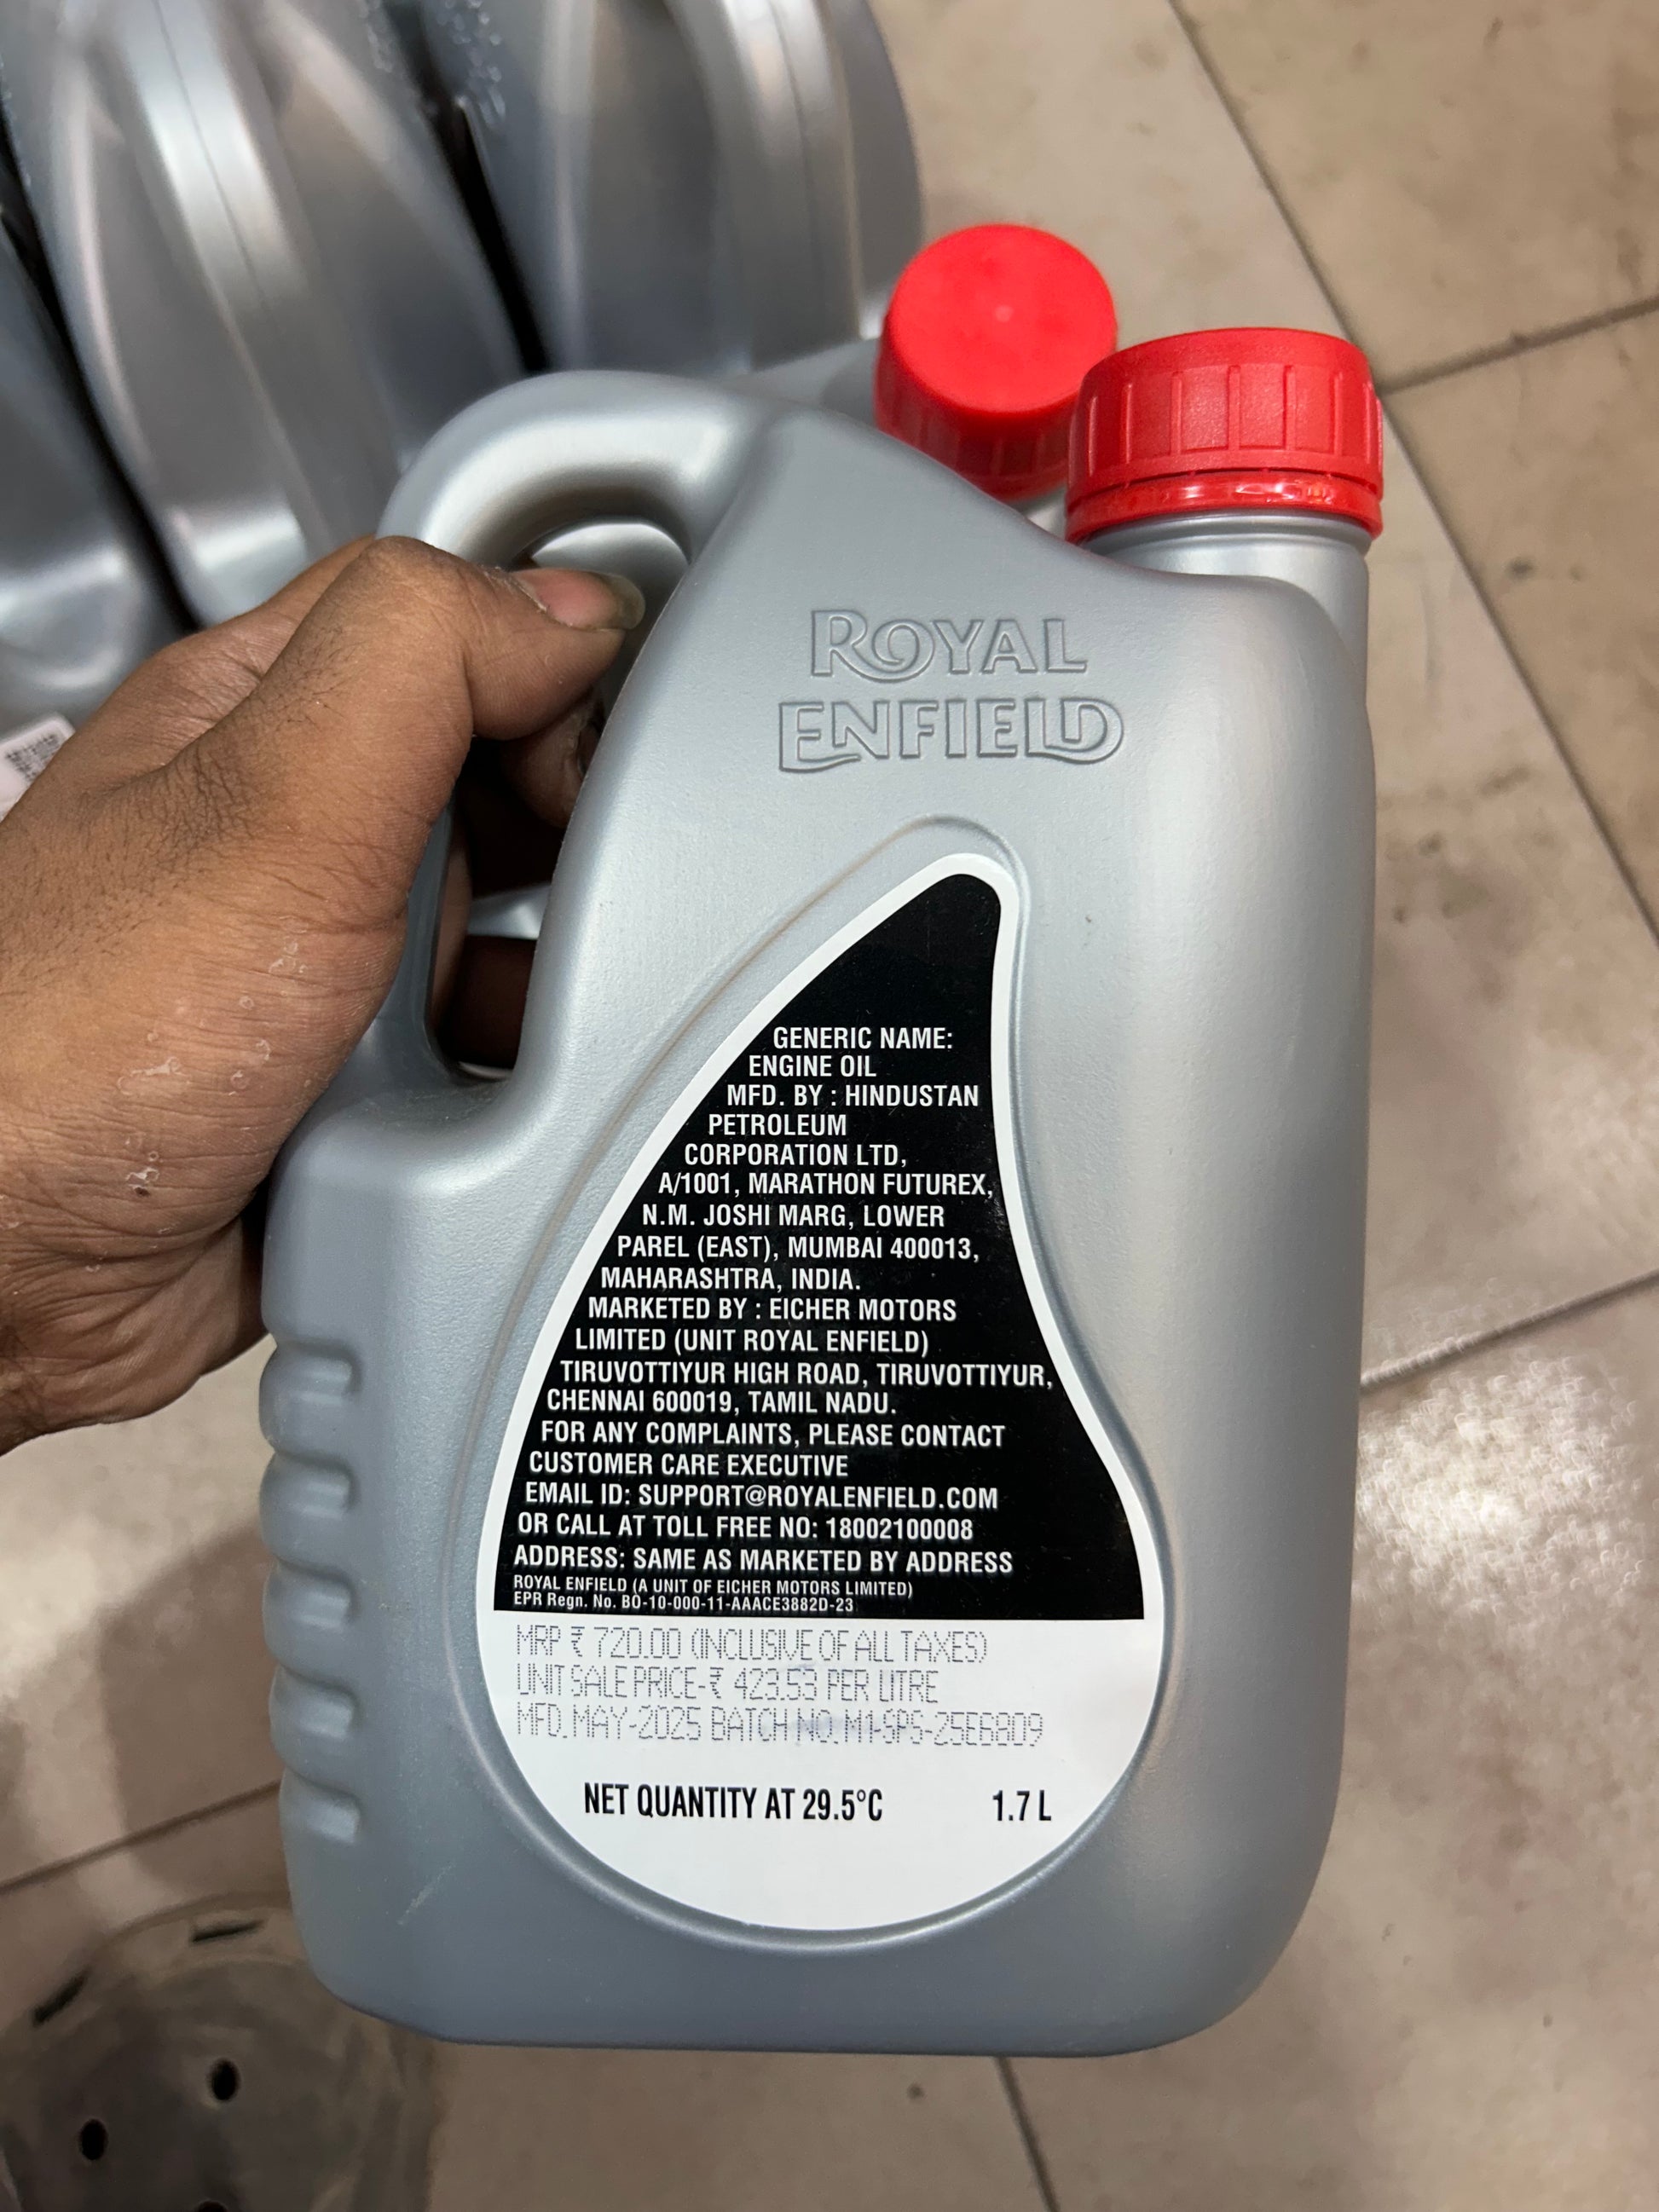 ROYAL
ENFIELD
GENERIC NAME:
ENGINE OIL
MFD. BY : HINDUSTAN
PETROLEUM
CORPORATION LTD,
A/1001, MARATHON FUTUREX,
N.M. JOSHI MARG, LOWER
PAREL (EAST), MUMBAI 400013,
MAHARASHTRA, INDIA.
MARKETED BY : EICHER MOTORS
LIMITED (UNIT ROYAL ENFIELD)
TIRUVOTTIYUR HIGH ROAD, TIRUVOTTIYUR,
CHENNAI 600019, TAMIL NADU.
FOR ANY COMPLAINTS, PLEASE CONTACT
CUSTOMER CARE EXECUTIVE
EMAIL ID: SUPPORT@ROYALENFIELD.COM
OR CALL AT TOLL FREE NO: 18002100008
ADDRESS: SAME AS MARKETED BY ADDRESS
ROYAL ENFIELD (A UNIT OF EICHER MOTORS LIMITED)
EPR Regn. No. BO-10-000-11-AAACE3882D-23
MRP ₹ 720.00 (INCLUSIVE OF ALL TAXES)
UNIT SALE PRICE-₹ 423.53 PER LITRE
MFD. MAY-2025 BATCH NO. M1-SPS-25E6809
NET QUANTITY AT 29.5°C 1.7 L